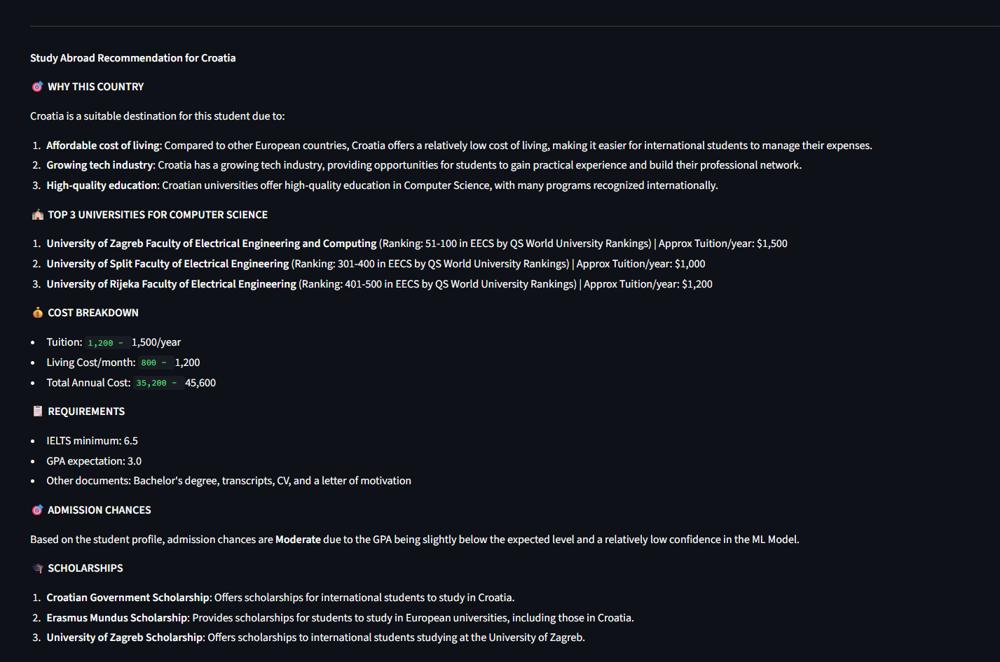 Study Abroad Recommendation for Croatia
🎯 WHY THIS COUNTRY
Croatia is a suitable destination for this student due to:
1. Affordable cost of living: Compared to other European countries, Croatia offers a relatively low cost of living, making it easier for international students to manage their expenses.
2. Growing tech industry: Croatia has a growing tech industry, providing opportunities for students to gain practical experience and build their professional network.
3. High-quality education: Croatian universities offer high-quality education in Computer Science, with many programs recognized internationally.
🏫 TOP 3 UNIVERSITIES FOR COMPUTER SCIENCE
1. University of Zagreb Faculty of Electrical Engineering and Computing (Ranking: 51-100 in EECS by QS World University Rankings) | Approx Tuition/year: $1,500
2. University of Split Faculty of Electrical Engineering (Ranking: 301-400 in EECS by QS World University Rankings) | Approx Tuition/year: $1,000
3. University of Rijeka Faculty of Electrical Engineering (Ranking: 401-500 in EECS by QS World University Rankings) | Approx Tuition/year: $1,200
💰 COST BREAKDOWN
• Tuition: 1,200 - 1,500/year
• Living Cost/month: 800 - 1,200
• Total Annual Cost: 35,200 - 45,600
📋 REQUIREMENTS
• IELTS minimum: 6.5
• GPA expectation: 3.0
• Other documents: Bachelor's degree, transcripts, CV, and a letter of motivation
🎯 ADMISSION CHANCES
Based on the student profile, admission chances are Moderate due to the GPA being slightly below the expected level and a relatively low confidence in the ML Model.
🎓 SCHOLARSHIPS
1. Croatian Government Scholarship: Offers scholarships for international students to study in Croatia.
2. Erasmus Mundus Scholarship: Provides scholarships for students to study in European universities, including those in Croatia.
3. University of Zagreb Scholarship: Offers scholarships to international students studying at the University of Zagreb.